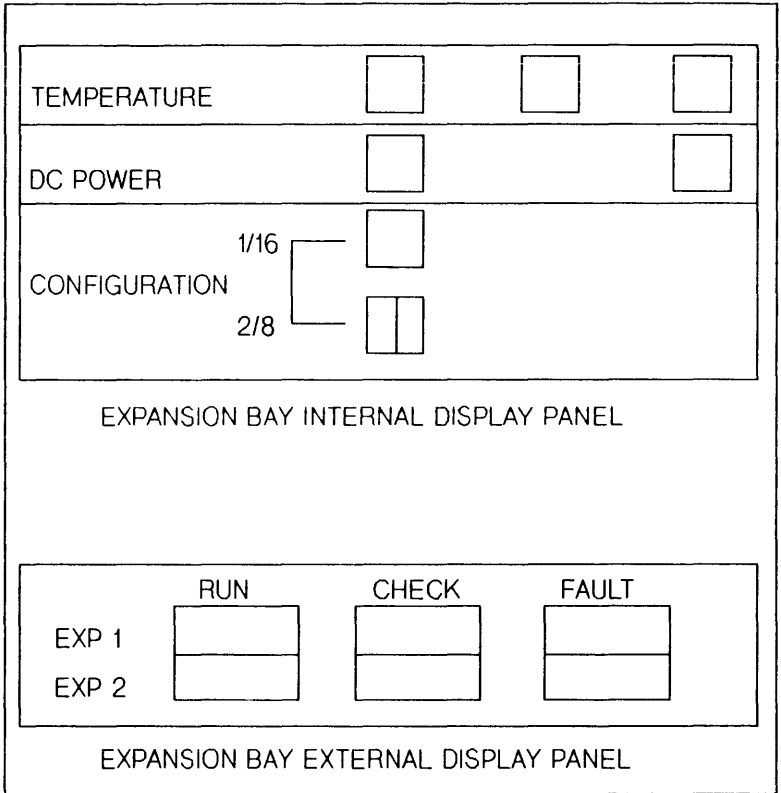 TEMPERATURE
DC POWER
1/16
CONFIGURATION
2/8
EXPANSION BAY INTERNAL DISPLAY PANEL
RUN CHECK FAULT
EXP 1
EXP 2
EXPANSION BAY EXTERNAL DISPLAY PANEL